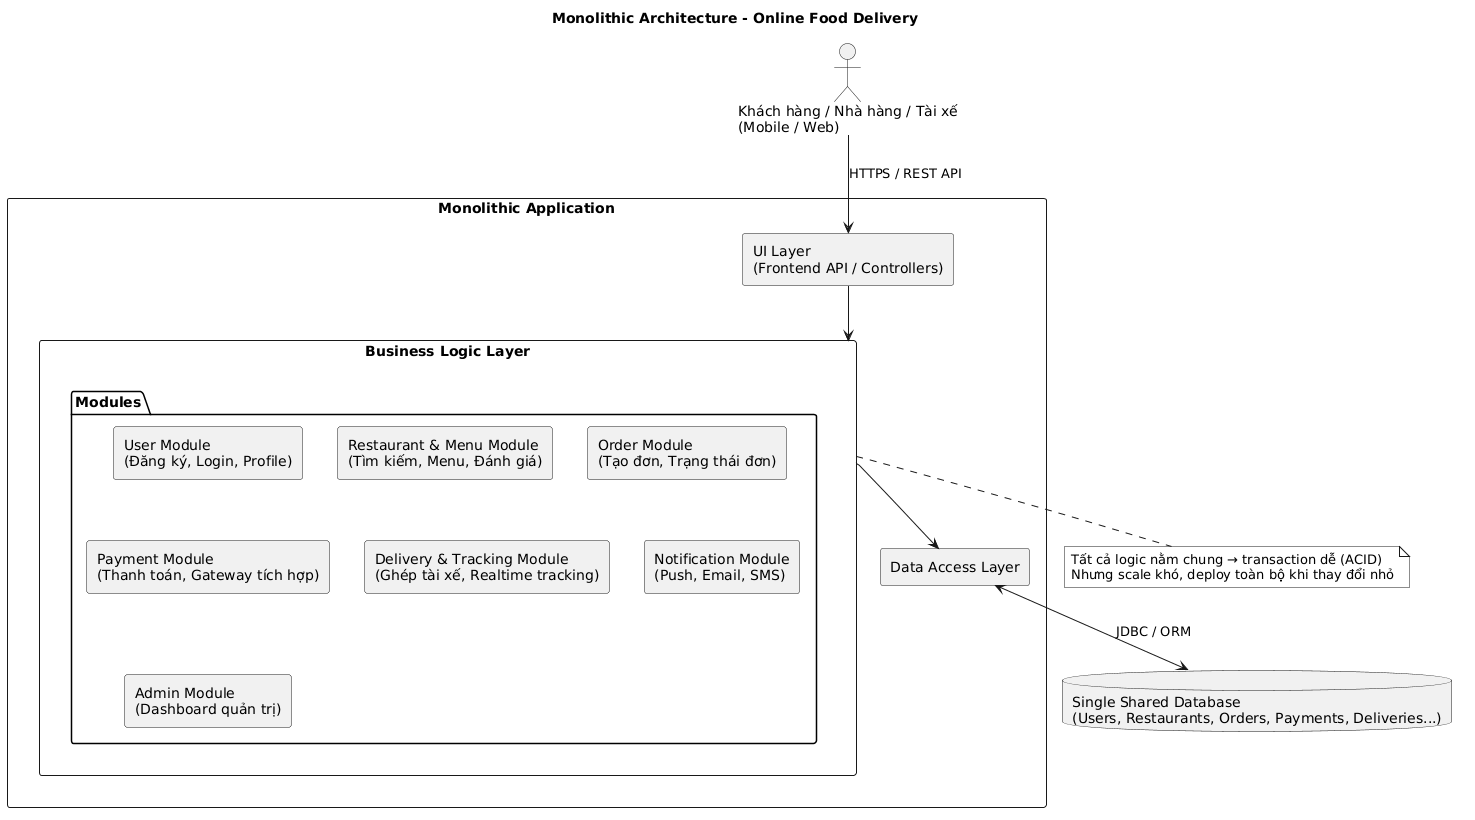 Monolithic Architecture - Online Food Delivery
Khách hàng / Nhà hàng / Tài xế
(Mobile / Web)
HTTPS / REST API
Monolithic Application
UI Layer
(Frontend API / Controllers)
Business Logic Layer
Modules
User Module
(Đăng ký, Login, Profile)
Restaurant & Menu Module
(Tìm kiếm, Menu, Đánh giá)
Order Module
(Tạo đơn, Trạng thái đơn)
Payment Module
(Thanh toán, Gateway tích hợp)
Delivery & Tracking Module
(Ghép tài xế, Realtime tracking)
Notification Module
(Push, Email, SMS)
Admin Module
(Dashboard quản trị)
Data Access Layer
Tất cả logic nằm chung → transaction dễ (ACID)
Nhưng scale khó, deploy toàn bộ khi thay đổi nhỏ
JDBC / ORM
Single Shared Database
(Users, Restaurants, Orders, Payments, Deliveries...)